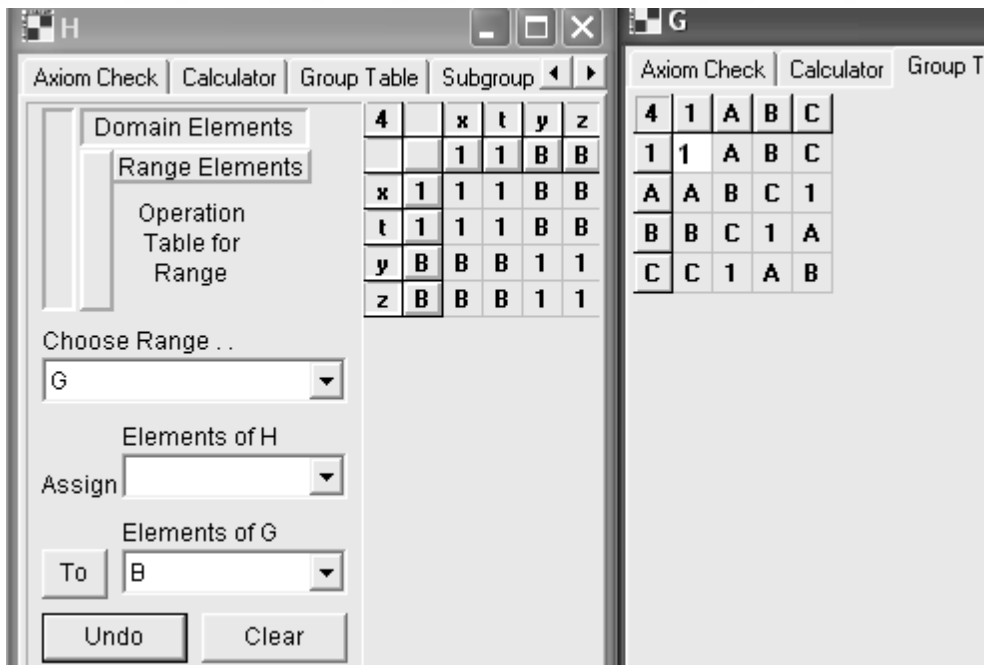 H
Axiom Check Calculator Group Table Subgroup
Domain Elements
Range Elements
Operation
Table for
Range
Choose Range . .
G
Elements of H
Assign
Elements of G
To B
Undo Clear
4 x t y z
1 1 B B
x 1 1 1 B B
t 1 1 1 B B
y B B B 1 1
z B B B 1 1
G
Axiom Check Calculator Group T
4 1 A B C
1 1 A B C
A A B C 1
B B C 1 A
C C 1 A B